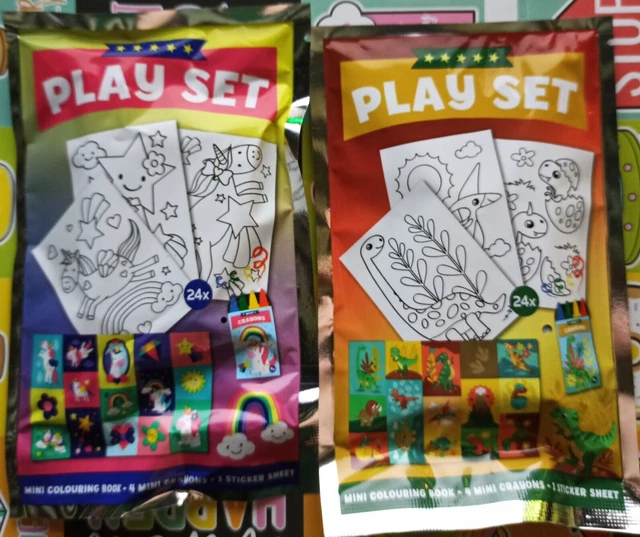 PLAY SET
24x
CRAYONS
MINI COLOURING BOOK - 4 MINI CRAYONS - 1 STICKER SHEET
PLAY SET
24x
CRAYONS
MINI COLOURING BOOK - 4 MINI CRAYONS - 1 STICKER SHEET